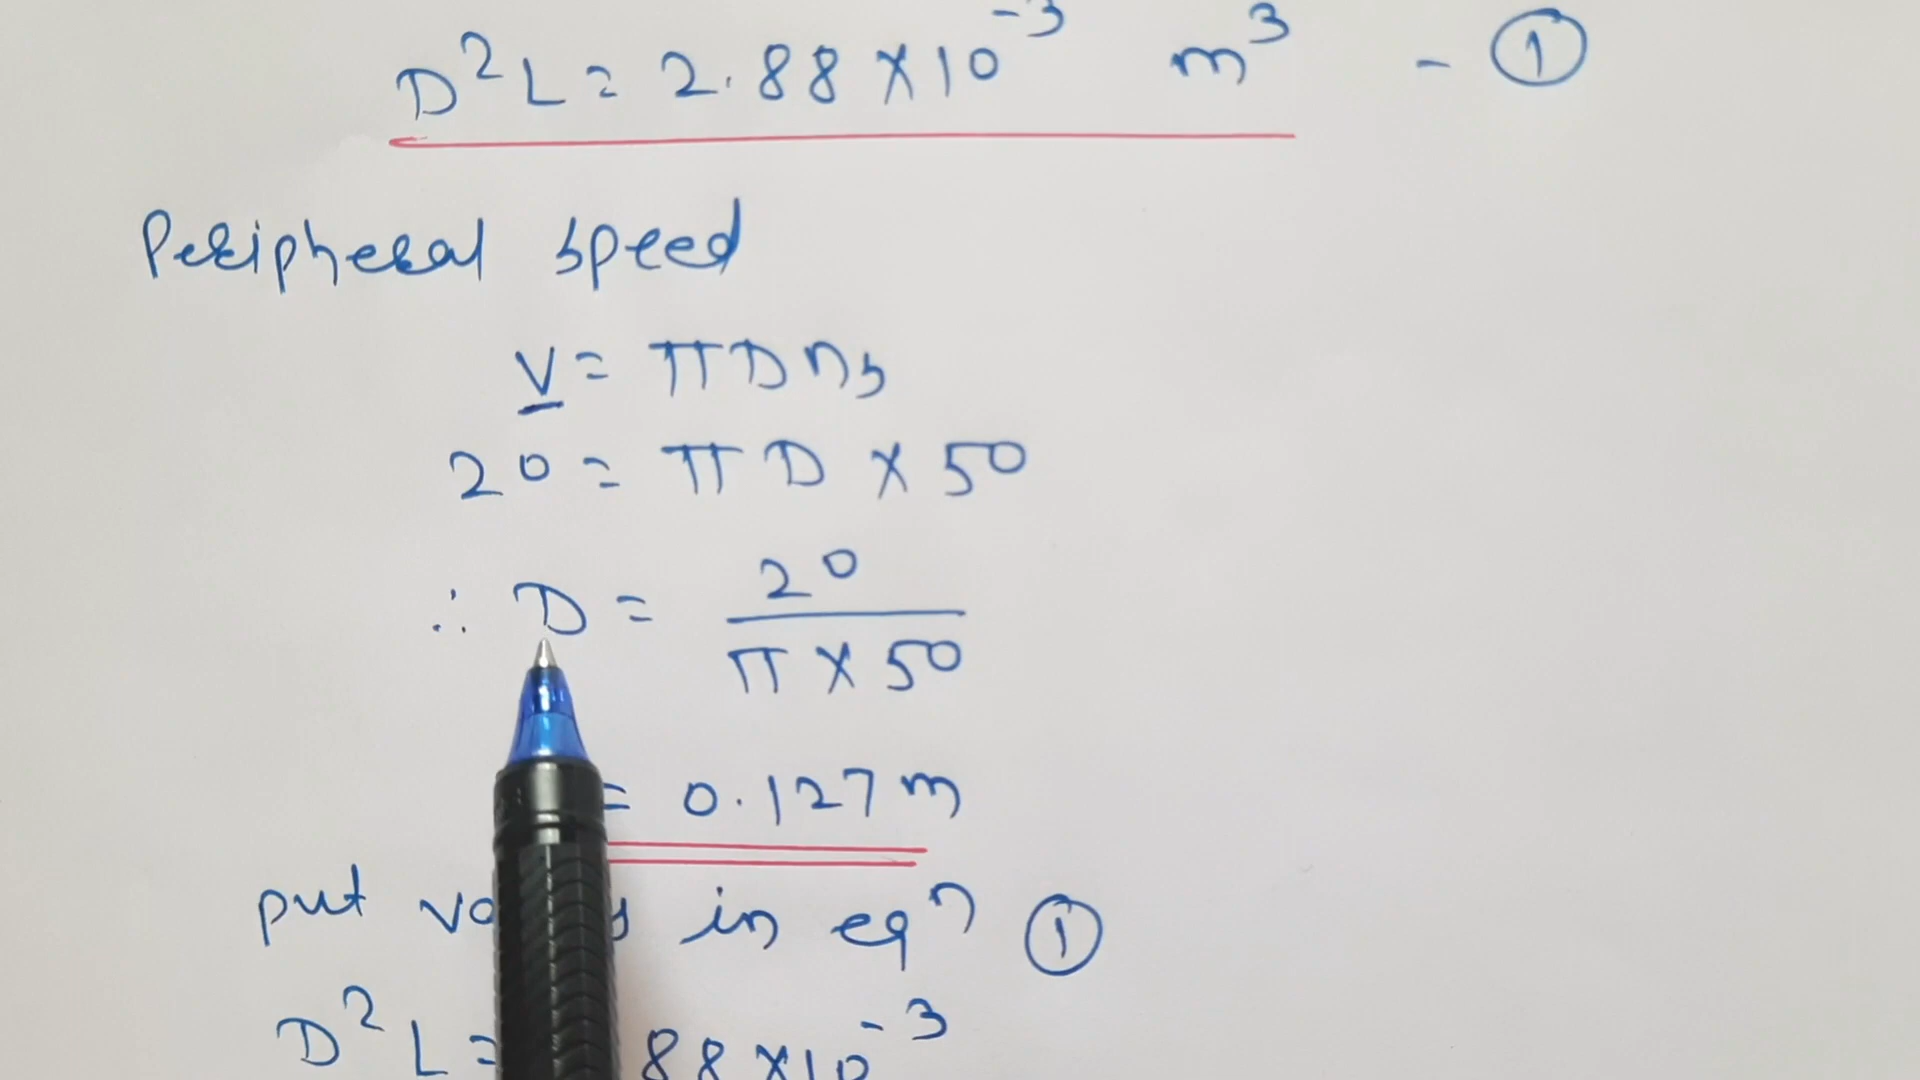 D²L = 2.88 × 10⁻³ m³ - ①
Peripheral speed
V = πDns
20 = πD × 50
∴ D = 20 / π × 50
= 0.127 m
put in eqⁿ ①
D²L = 88 × 10⁻³